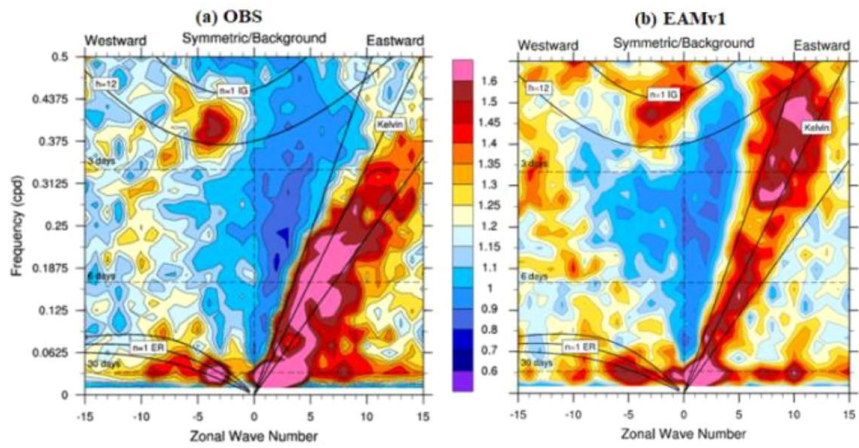 (a) OBS
Westward Symmetric/Background Eastward
0.5
0.4375
0.375
0.3125
0.25
0.1875
0.125
0.0625
0
Frequency (cpd)
h=12
n=1 IG
Kelvin
3 days
6 days
n=1 ER
30 days
-15 -10 -5 0 5 10 15
Zonal Wave Number
1.6
1.55
1.5
1.45
1.4
1.35
1.3
1.25
1.2
1.15
1.1
1
0.9
0.8
0.7
0.6
(b) EAMv1
Westward Symmetric/Background Eastward
h=12
n=1 IG
Kelvin
3 days
6 days
n=1 ER
30 days
-15 -10 -5 0 5 10 15
Zonal Wave Number